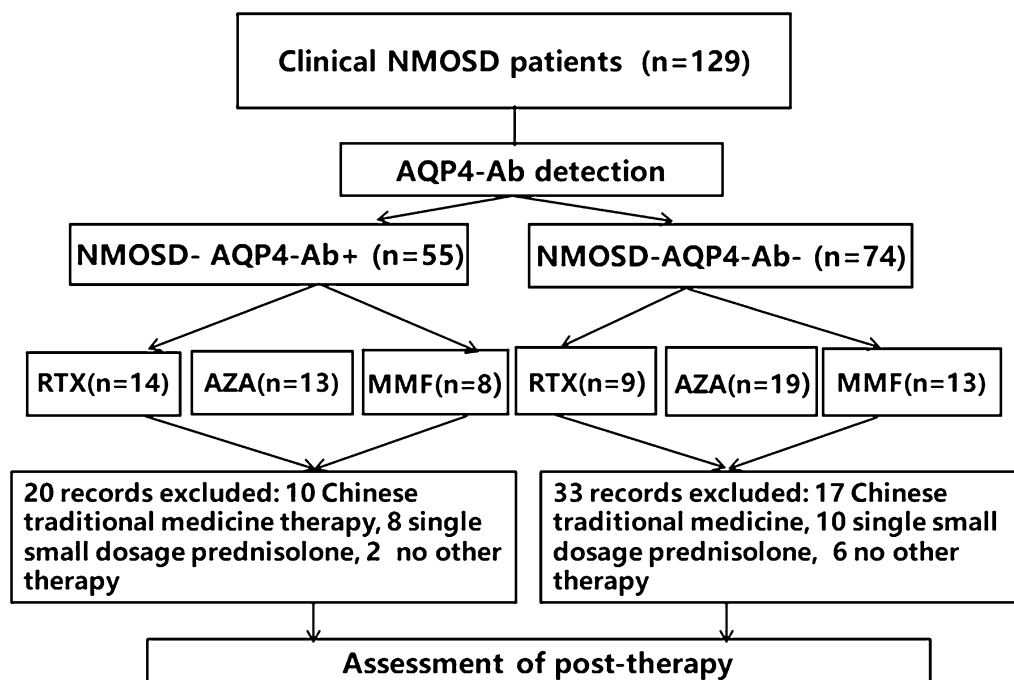 Clinical NMOSD patients (n=129)
AQP4-Ab detection
NMOSD- AQP4-Ab+ (n=55)
NMOSD-AQP4-Ab- (n=74)
RTX(n=14)
AZA(n=13)
MMF(n=8)
RTX(n=9)
AZA(n=19)
MMF(n=13)
20 records excluded: 10 Chinese
traditional medicine therapy, 8 single
small dosage prednisolone, 2 no other
therapy
33 records excluded: 17 Chinese
traditional medicine, 10 single small
dosage prednisolone, 6 no other
therapy
Assessment of post-therapy